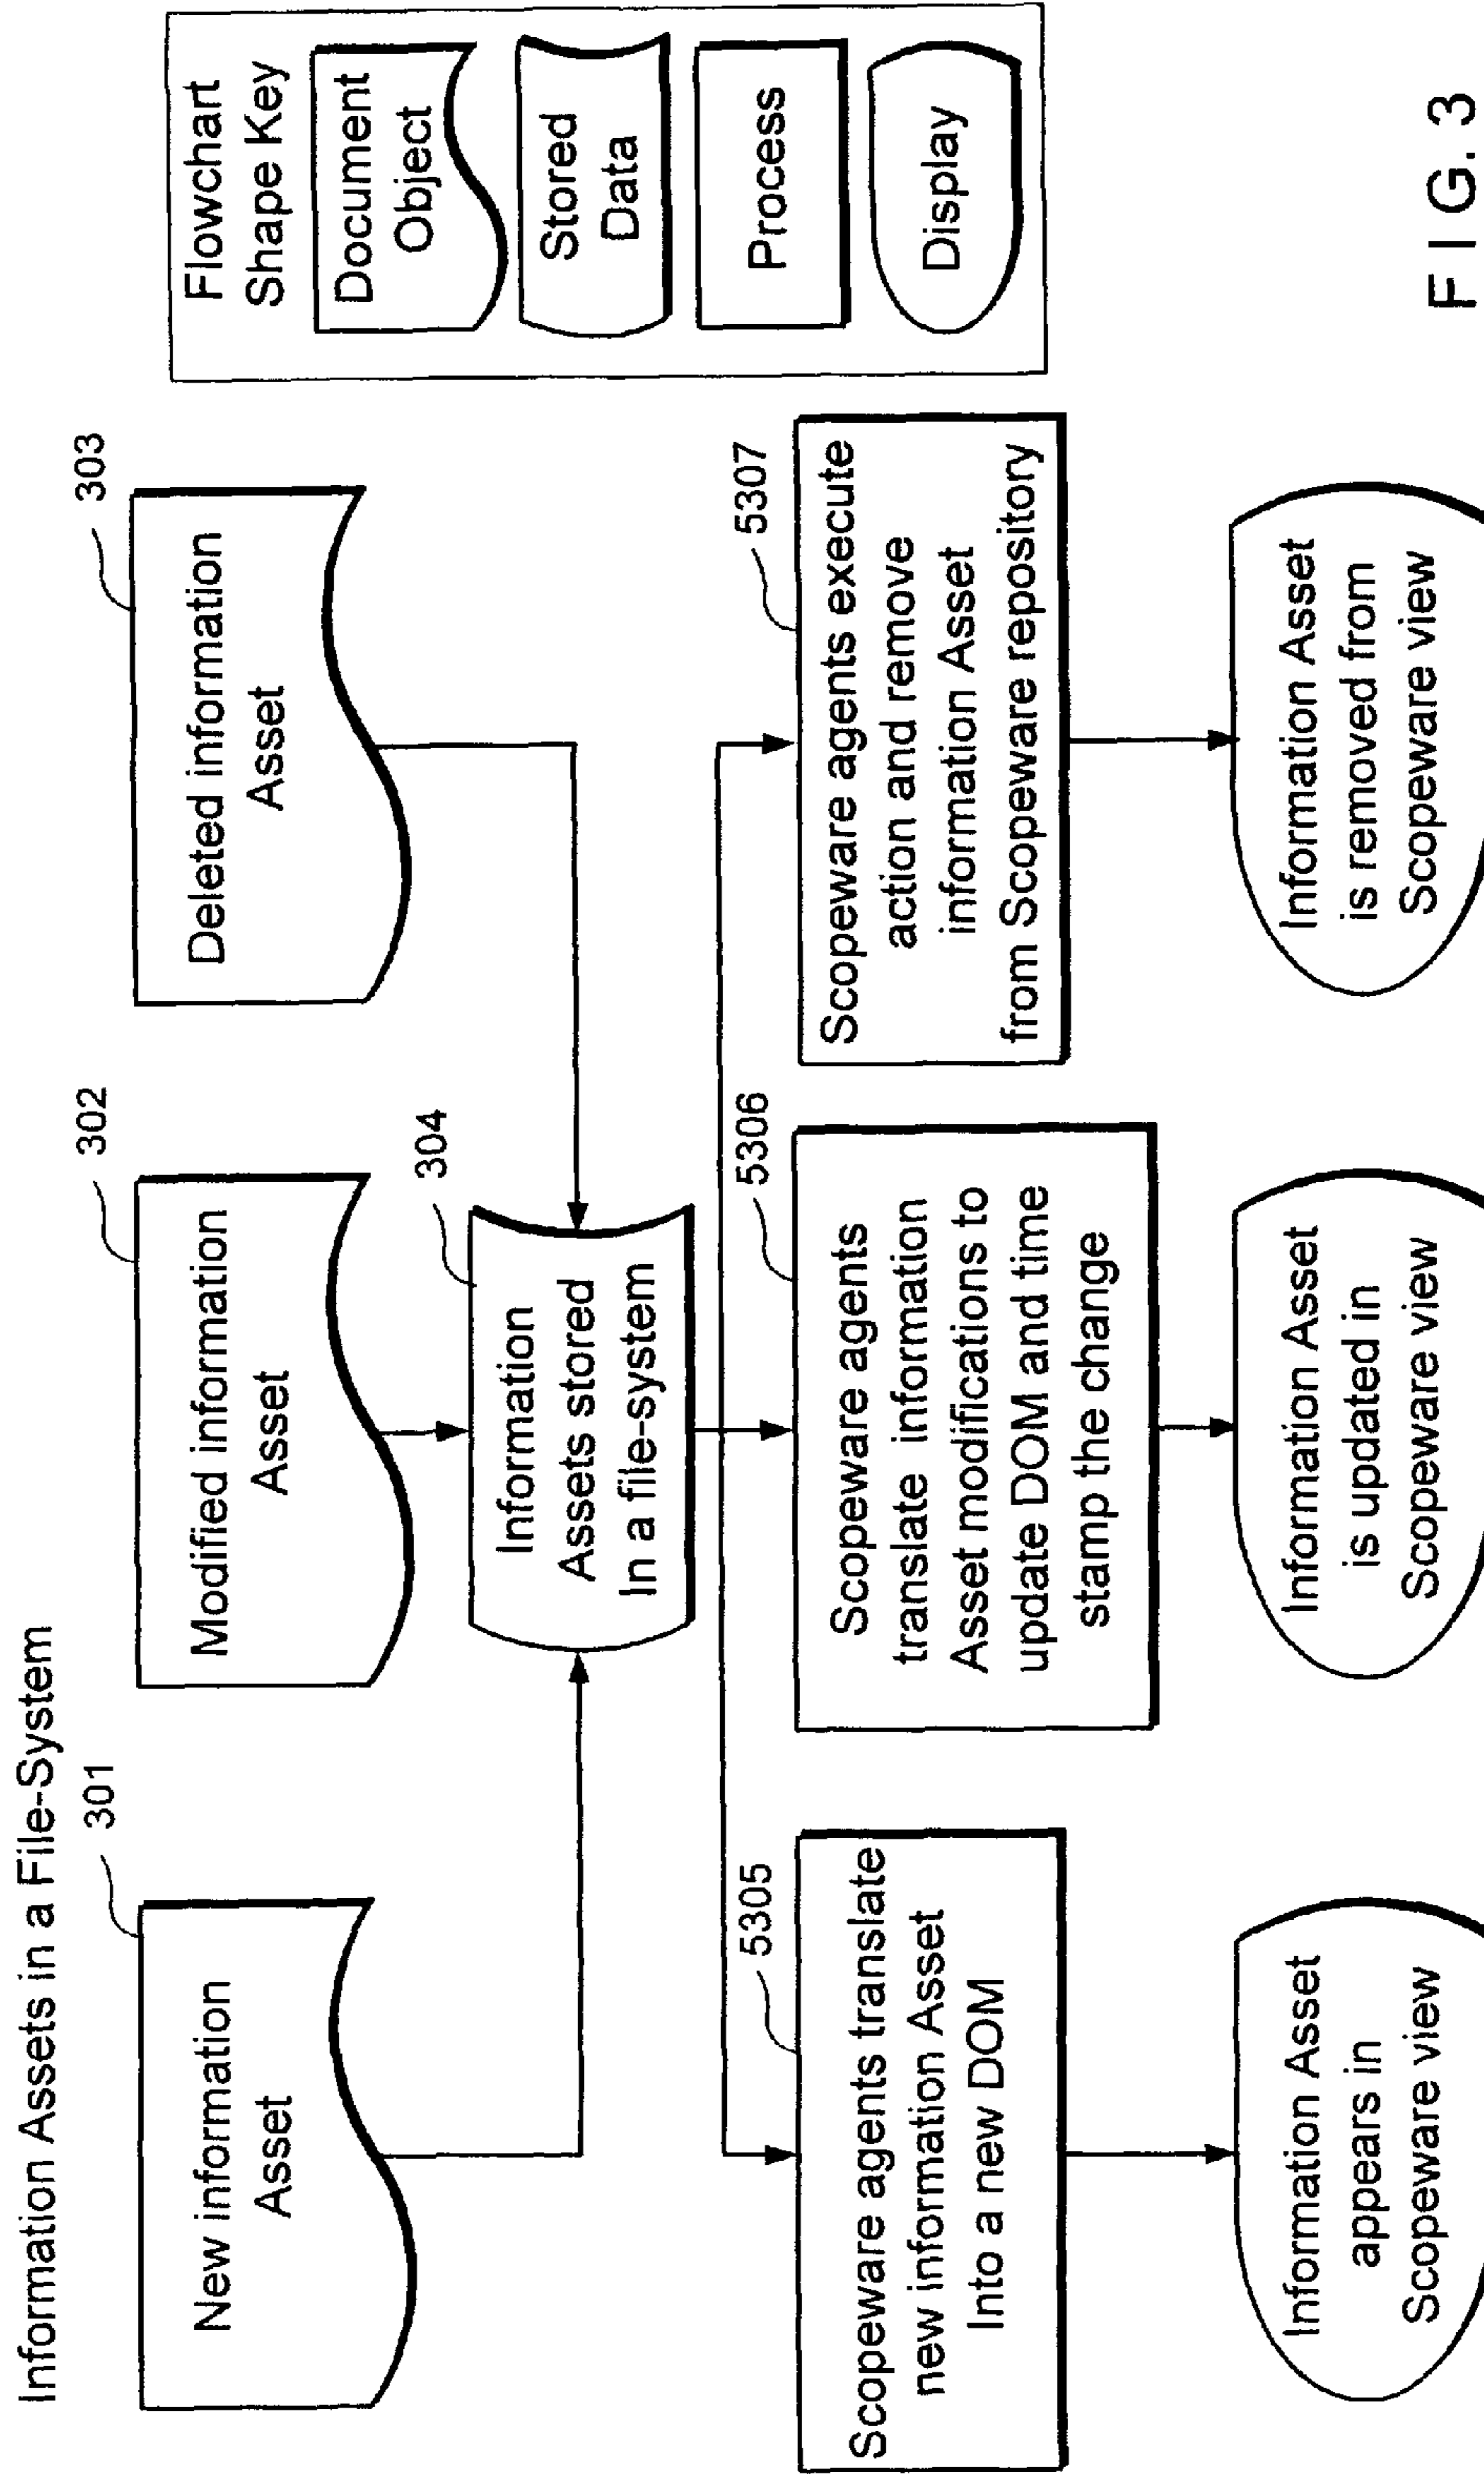 Information Assets in a File-System
301
New information
Asset
302
Modified information
Asset
303
Deleted information
Asset
304
Information
Assets stored
In a file-system
5305
Scopeware agents translate
new information Asset
Into a new DOM
5306
Scopeware agents
translate information
Asset modifications to
update DOM and time
stamp the change
5307
Scopeware agents execute
action and remove
information Asset
from Scopeware repository
Information Asset
appears in
Scopeware view
Information Asset
is updated in
Scopeware view
Information Asset
is removed from
Scopeware view
Flowchart
Shape Key
Document
Object
Stored
Data
Process
Display
FIG. 3